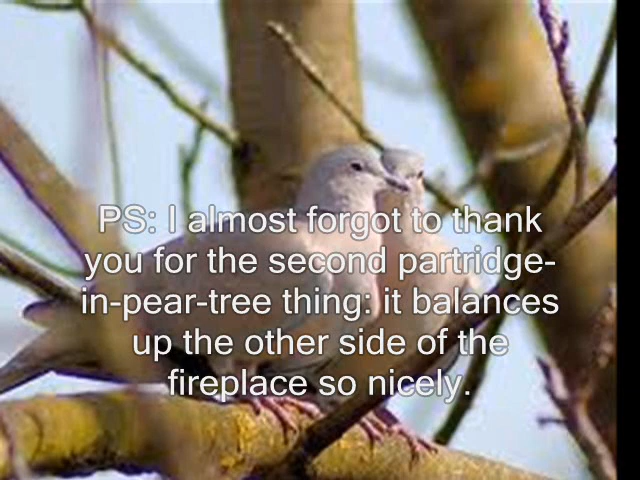 PS: I almost forgot to thank
you for the second partridge-
in-pear-tree thing: it balances
up the other side of the
fireplace so nicely.